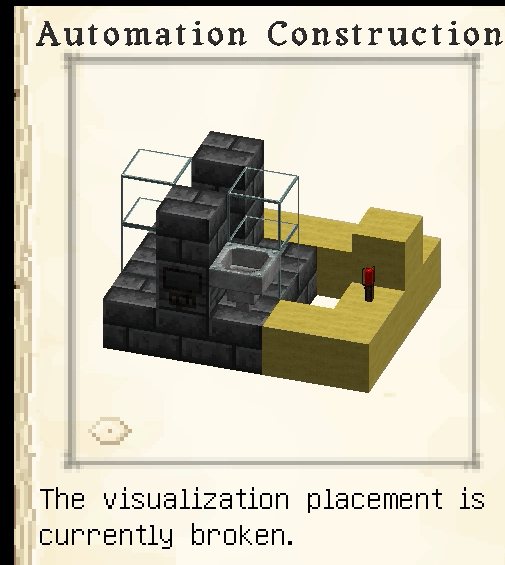 Automation Construction
The visualization placement is
currently broken.